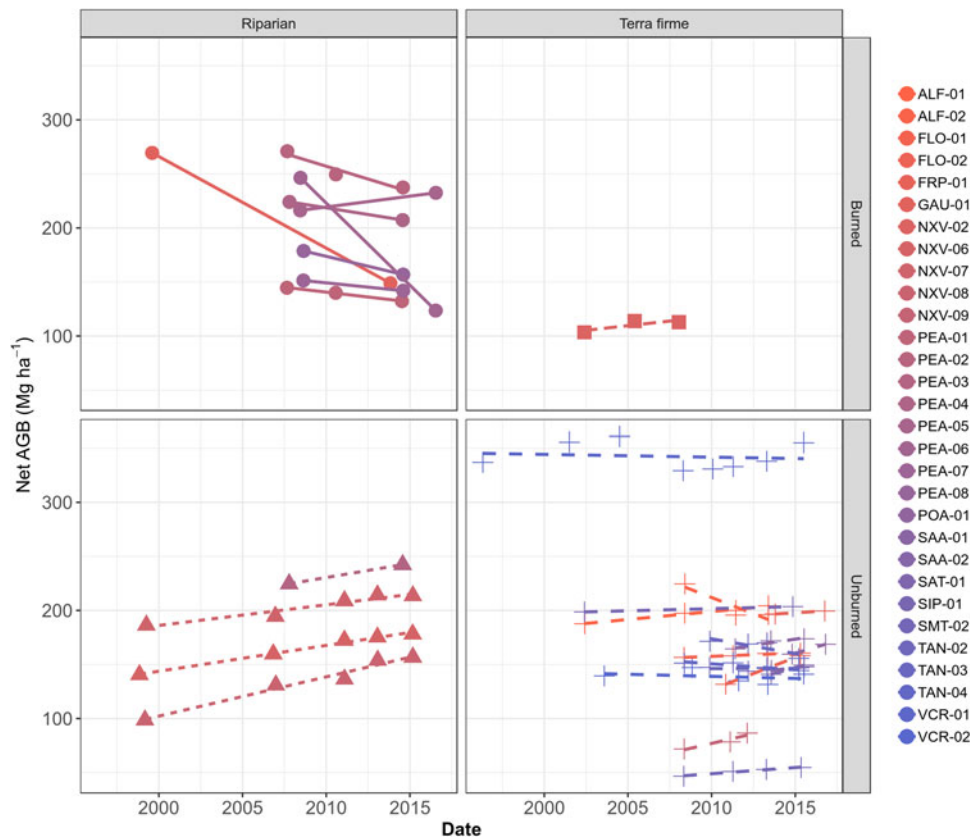 Riparian
Terra firme
300
200
100
Burned
300
200
100
Unburned
Net AGB (Mg ha⁻¹)
2000 2005 2010 2015
2000 2005 2010 2015
Date
ALF-01
ALF-02
FLO-01
FLO-02
FRP-01
GAU-01
NXV-02
NXV-06
NXV-07
NXV-08
NXV-09
PEA-01
PEA-02
PEA-03
PEA-04
PEA-05
PEA-06
PEA-07
PEA-08
POA-01
SAA-01
SAA-02
SAT-01
SIP-01
SMT-02
TAN-02
TAN-03
TAN-04
VCR-01
VCR-02